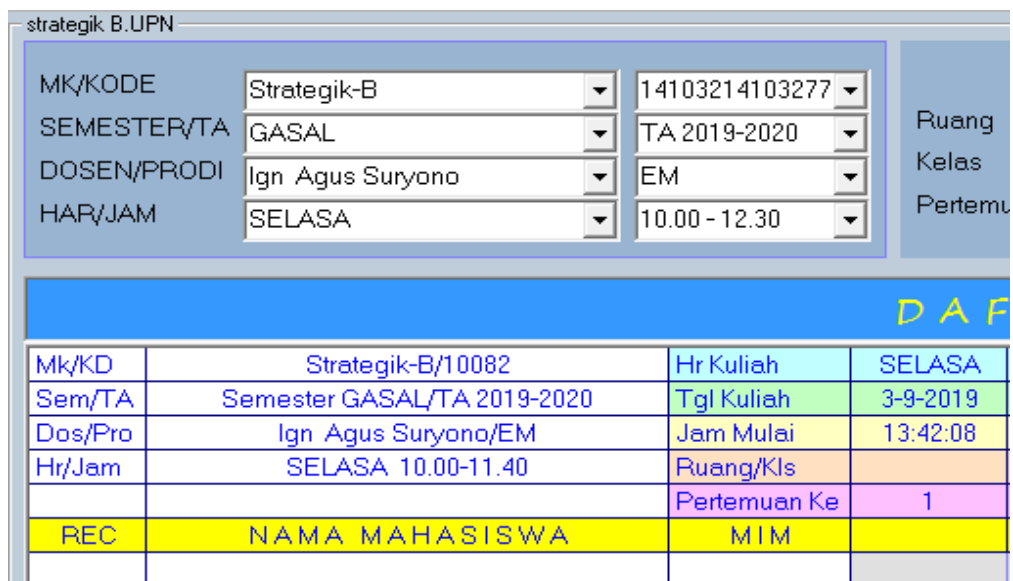 strategik B.UPN
MK/KODE Strategik-B 14103214103277
SEMESTER/TA GASAL TA 2019-2020
DOSEN/PRODI Ign Agus Suryono EM
HAR/JAM SELASA 10.00 - 12.30
Ruang
Kelas
Pertemu
DAF
Mk/KD Strategik-B/10082 Hr Kuliah SELASA
Sem/TA Semester GASAL/TA 2019-2020 Tgl Kuliah 3-9-2019
Dos/Pro Ign Agus Suryono/EM Jam Mulai 13:42:08
Hr/Jam SELASA 10.00-11.40 Ruang/Kls
Pertemuan Ke 1
REC NAMA MAHASISWA MIM